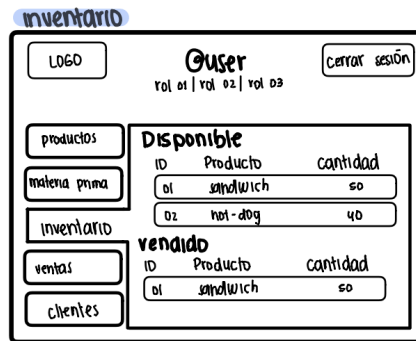 inventario
LOGO
@user
cerrar sesión
rol 01 | rol 02 | rol 03
productos
materia prima
inventario
ventas
clientes
Disponible
ID Producto cantidad
01 sandwich 50
02 hot-dog 40
vendido
ID Producto cantidad
01 sandwich 50